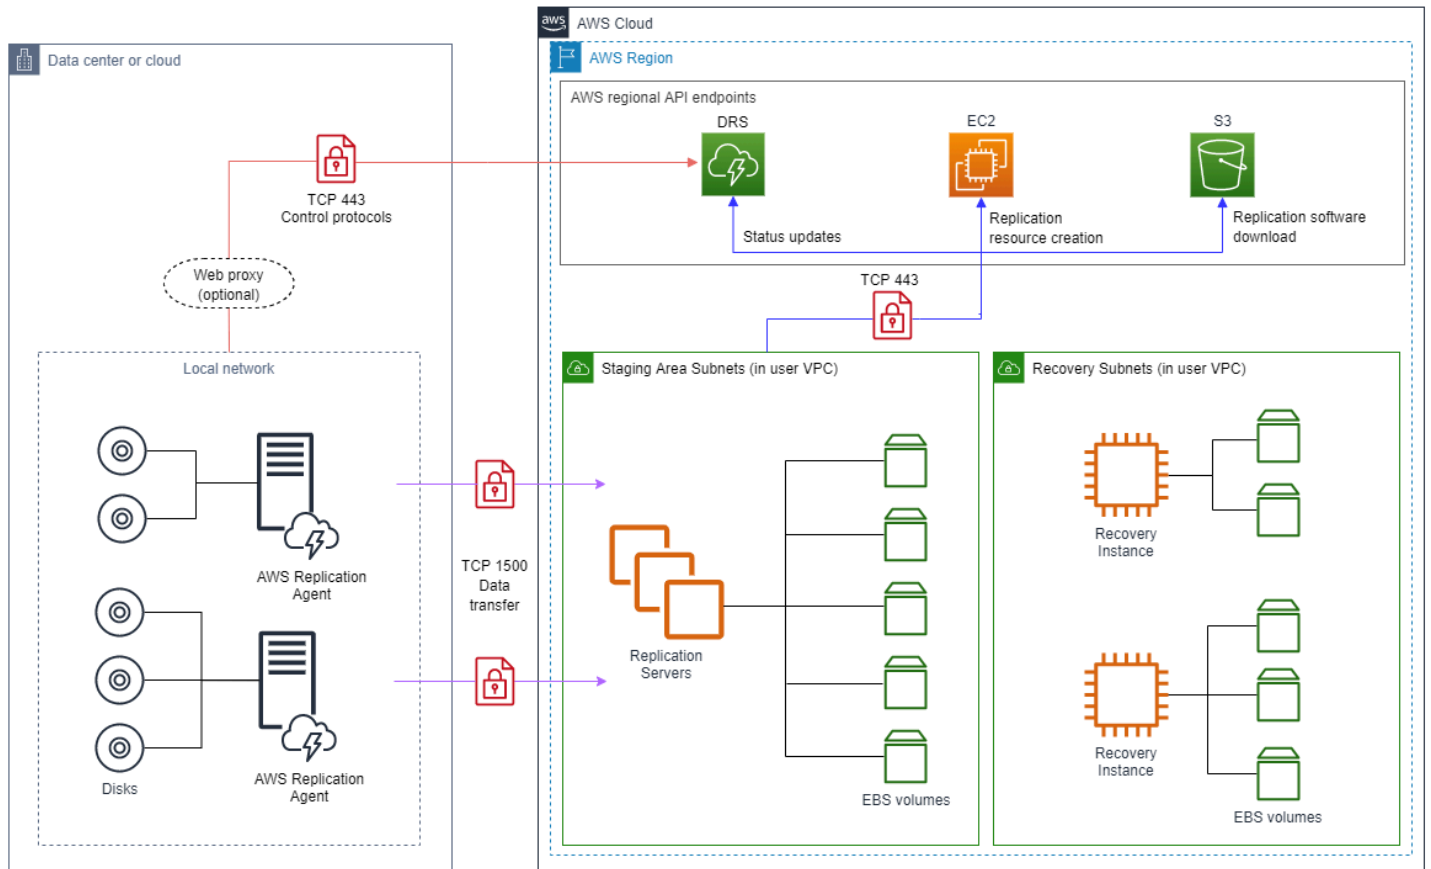 aws
AWS Cloud
Data center or cloud
AWS Region
AWS regional API endpoints
DRS
EC2
S3
TCP 443
Control protocols
Status updates
Replication
resource creation
Replication software
download
Web proxy
(optional)
TCP 443
Local network
Staging Area Subnets (in user VPC)
Recovery Subnets (in user VPC)
AWS Replication
Agent
TCP 1500
Data
transfer
Recovery
Instance
Replication
Servers
AWS Replication
Agent
Disks
Recovery
Instance
EBS volumes
EBS volumes